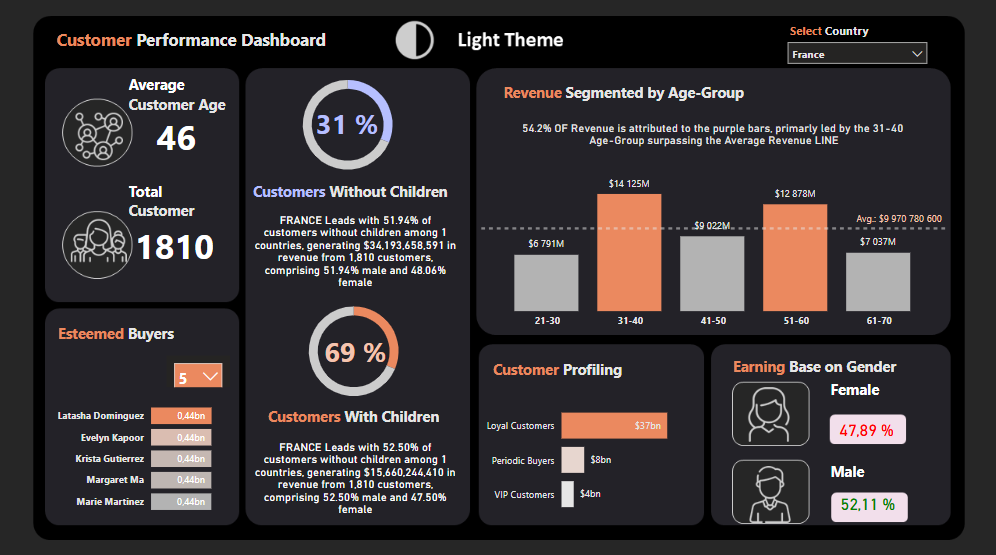 Customer Performance Dashboard
Light Theme
Select Country
France
Average
Customer Age
46
Total
Customer
1810
31 %
Customers Without Children
FRANCE Leads with 51.94% of
customers without children among 1
countries, generating $34,193,658,591 in
revenue from 1,810 customers,
comprising 51.94% male and 48.06%
female
69 %
Customers With Children
FRANCE Leads with 52.50% of
customers without children among 1
countries, generating $15,660,244,410 in
revenue from 1,810 customers,
comprising 52.50% male and 47.50%
female
Revenue Segmented by Age-Group
54.2% OF Revenue is attributed to the purple bars, primarily led by the 31-40
Age-Group surpassing the Average Revenue LINE
$14 125M
$12 878M
Avg.: $9 970 780 600
$9 022M
$6 791M
$7 037M
21-30
31-40
41-50
51-60
61-70
Esteemed Buyers
5
Latasha Dominguez 0,44bn
Evelyn Kapoor 0,44bn
Krista Gutierrez 0,44bn
Margaret Ma 0,44bn
Marie Martinez 0,44bn
Customer Profiling
Loyal Customers $37bn
Periodic Buyers $8bn
VIP Customers $4bn
Earning Base on Gender
Female
47,89 %
Male
52,11 %